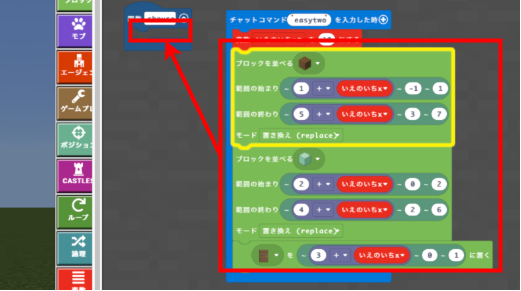 ブロック
モブ
エージェン
ゲームプレ
ポジション
CASTLE
ループ
論理
関数 chouse
チャットコマンド "easytwo" を入力した時
ブロックを並べる
範囲の始まり ~ 1 + いえのいちx ~ -1 ~ 1
範囲の終わり ~ 5 + いえのいちx ~ 3 ~ 7
モード 置き換え (replace)
ブロックを並べる
範囲の始まり ~ 2 + いえのいちx ~ 0 ~ 2
範囲の終わり ~ 4 + いえのいちx ~ 2 ~ 6
モード 置き換え (replace)
を ~ 3 + いえのいちx ~ 0 ~ 1 に置く